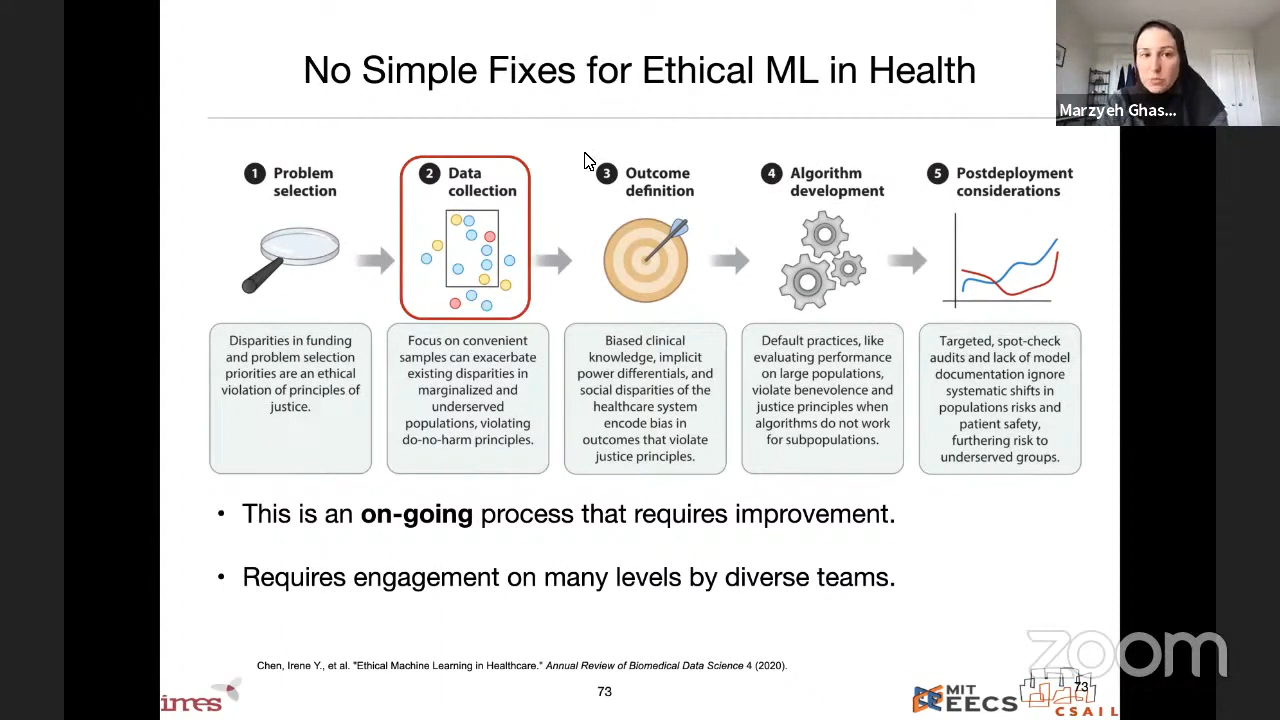 No Simple Fixes for Ethical ML in Health
Marzyeh Ghas...
1 Problem
selection
2 Data
collection
3 Outcome
definition
4 Algorithm
development
5 Postdeployment
considerations
Disparities in funding
and problem selection
priorities are an ethical
violation of principles of
justice.
Focus on convenient
samples can exacerbate
existing disparities in
marginalized and
underserved
populations, violating
do-no-harm principles.
Biased clinical
knowledge, implicit
power differentials, and
social disparities of the
healthcare system
encode bias in
outcomes that violate
justice principles.
Default practices, like
evaluating performance
on large populations,
violate benevolence and
justice principles when
algorithms do not work
for subpopulations.
Targeted, spot-check
audits and lack of model
documentation ignore
systematic shifts in
populations risks and
patient safety,
furthering risk to
underserved groups.
• This is an on-going process that requires improvement.
• Requires engagement on many levels by diverse teams.
zoom
Chen, Irene Y., et al. "Ethical Machine Learning in Healthcare." Annual Review of Biomedical Data Science 4 (2020).
imes
73
MIT
EECS
73
CSAIL